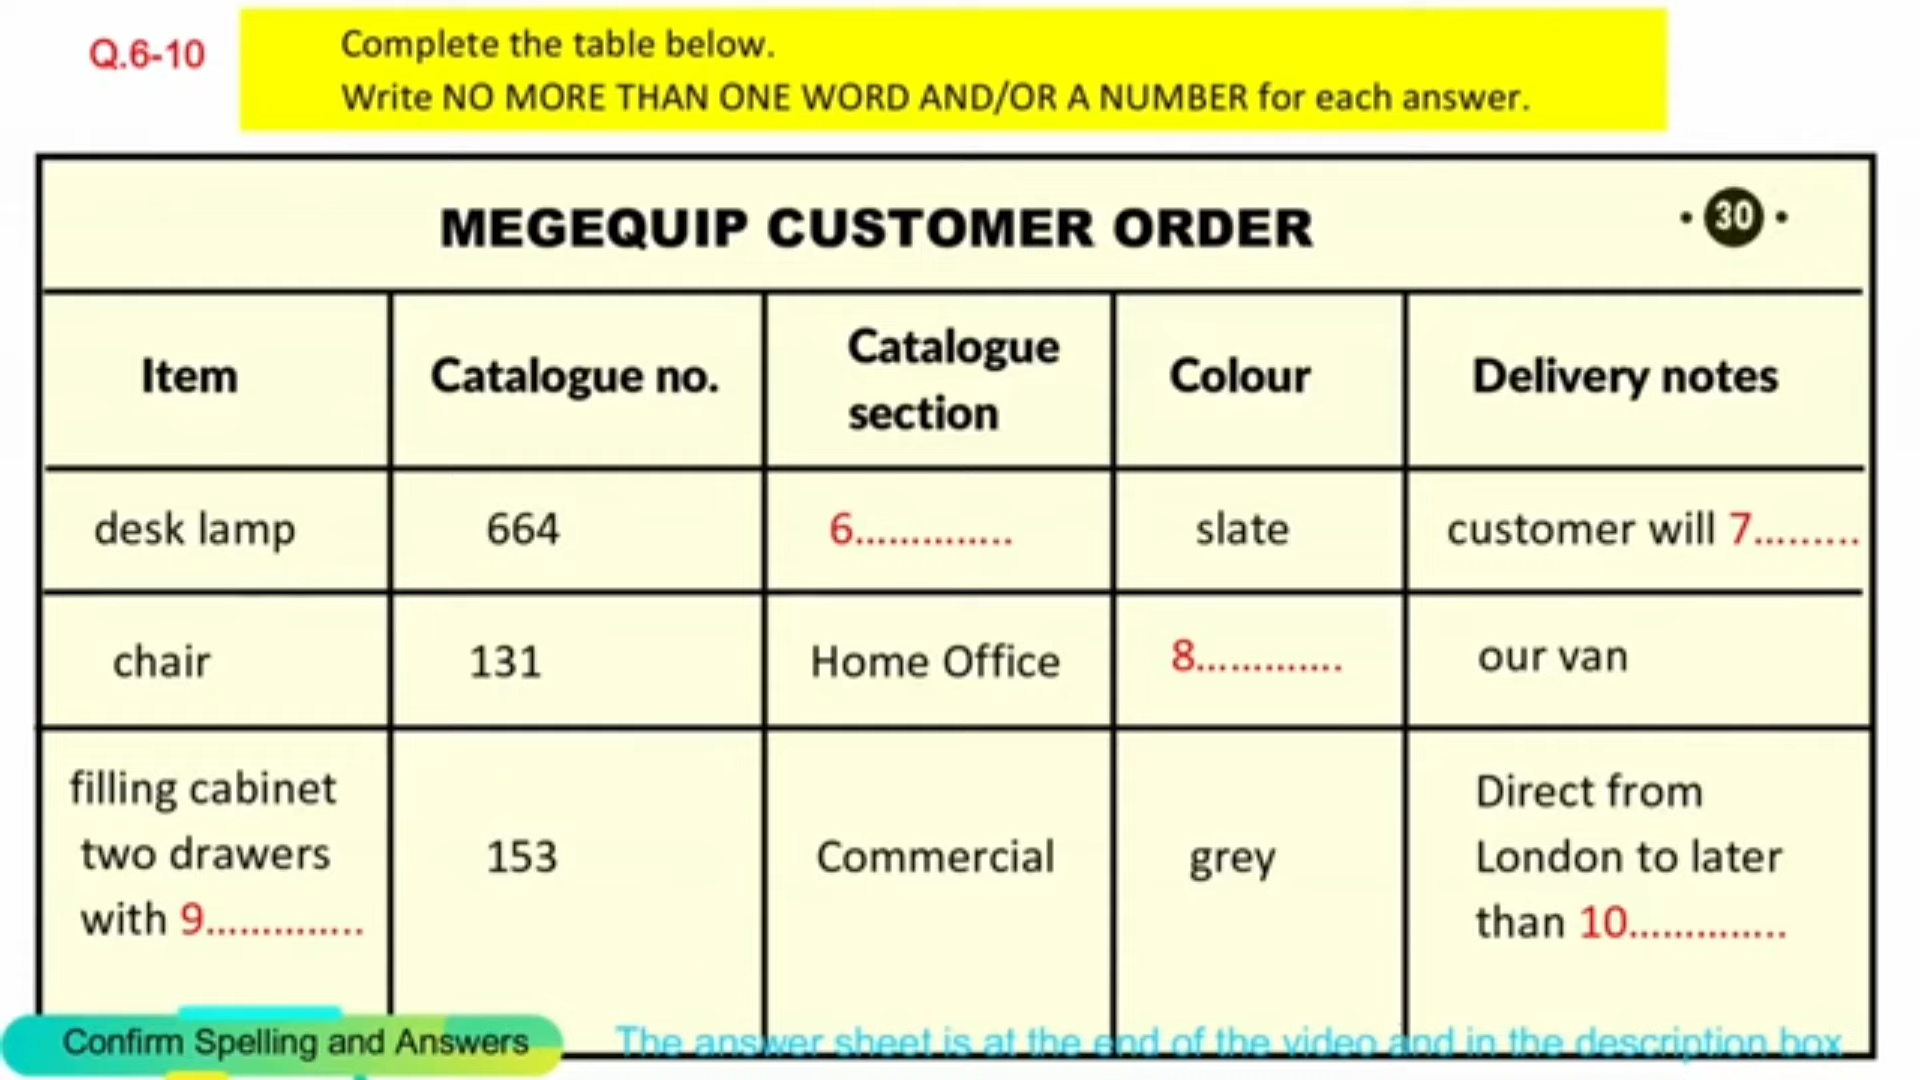 Q.6-10
Complete the table below.
Write NO MORE THAN ONE WORD AND/OR A NUMBER for each answer.
MEGEQUIP CUSTOMER ORDER
• 30 •
Item
Catalogue no.
Catalogue
section
Colour
Delivery notes
desk lamp
664
6..............
slate
customer will 7.........
chair
131
Home Office
8.............
our van
filling cabinet
two drawers
with 9..............
153
Commercial
grey
Direct from
London to later
than 10..............
Confirm Spelling and Answers
The answer sheet is at the end of the video and in the description box